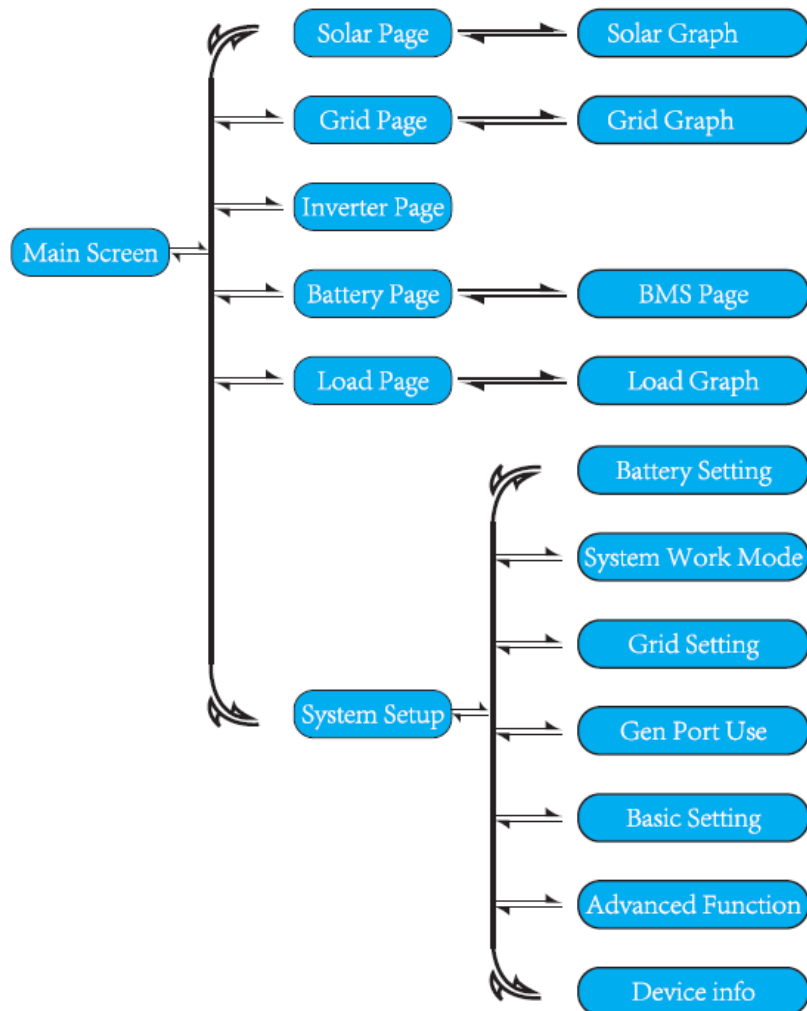 Solar Page
Solar Graph
Grid Page
Grid Graph
Inverter Page
Main Screen
Battery Page
BMS Page
Load Page
Load Graph
Battery Setting
System Work Mode
Grid Setting
System Setup
Gen Port Use
Basic Setting
Advanced Function
Device info